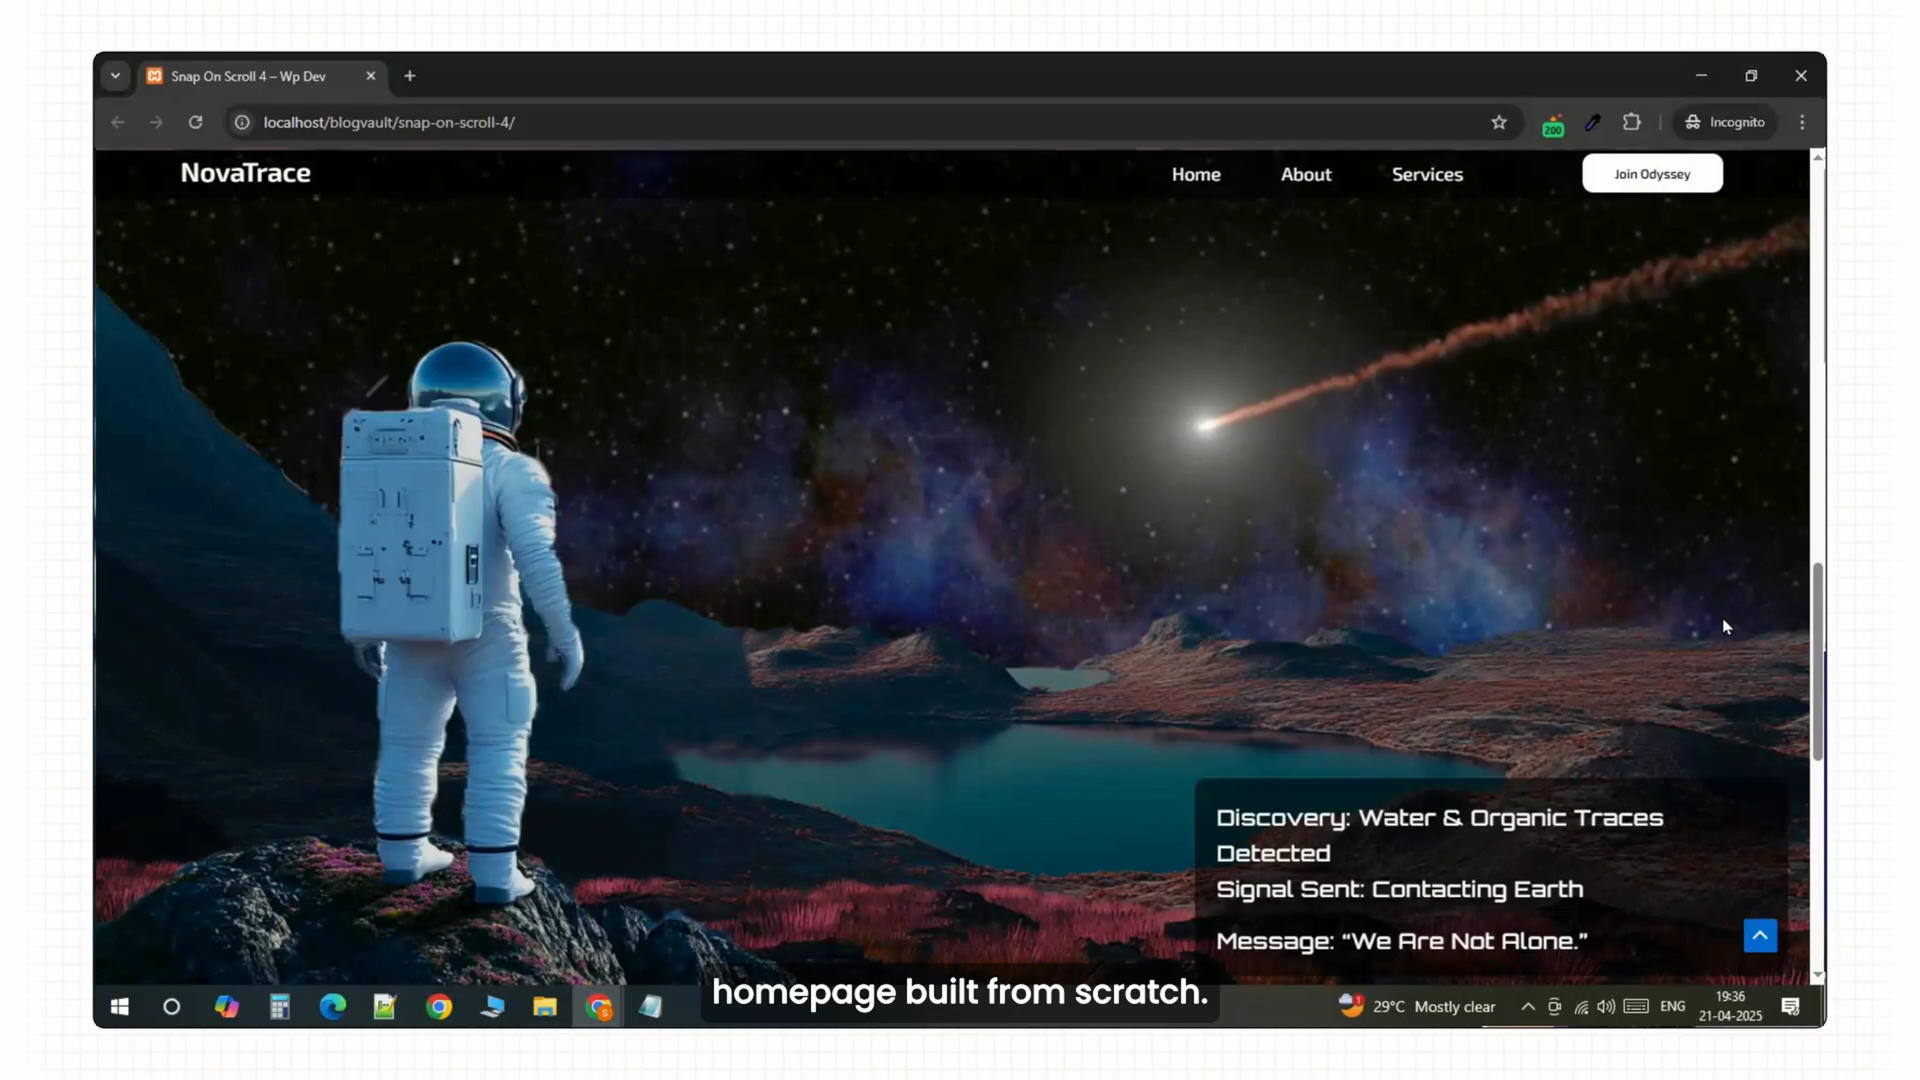 Snap On Scroll 4 – Wp Dev
localhost/blogvault/snap-on-scroll-4/
200
Incognito
NovaTrace
Home
About
Services
Join Odyssey
Discovery: Water & Organic Traces
Detected
Signal Sent: Contacting Earth
Message: “We Are Not Alone.”
homepage built from scratch.
1
29°C Mostly clear
ENG
19:36
21-04-2025